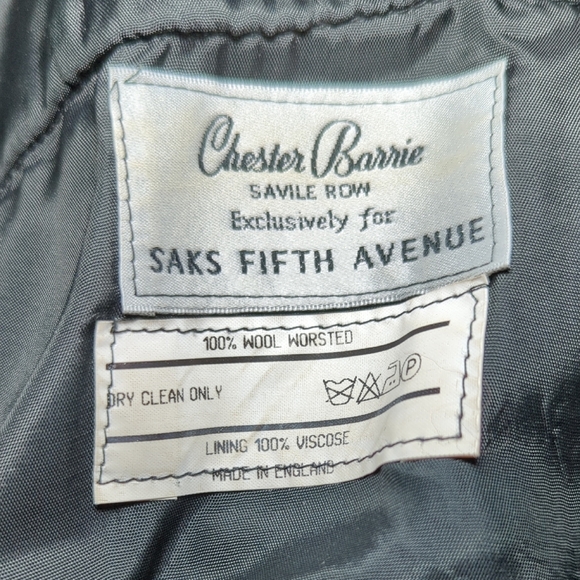 Chester Barrie
SAVILE ROW
Exclusively for
SAKS FIFTH AVENUE
100% WOOL WORSTED
DRY CLEAN ONLY
P
LINING 100% VISCOSE
MADE IN ENGLAND